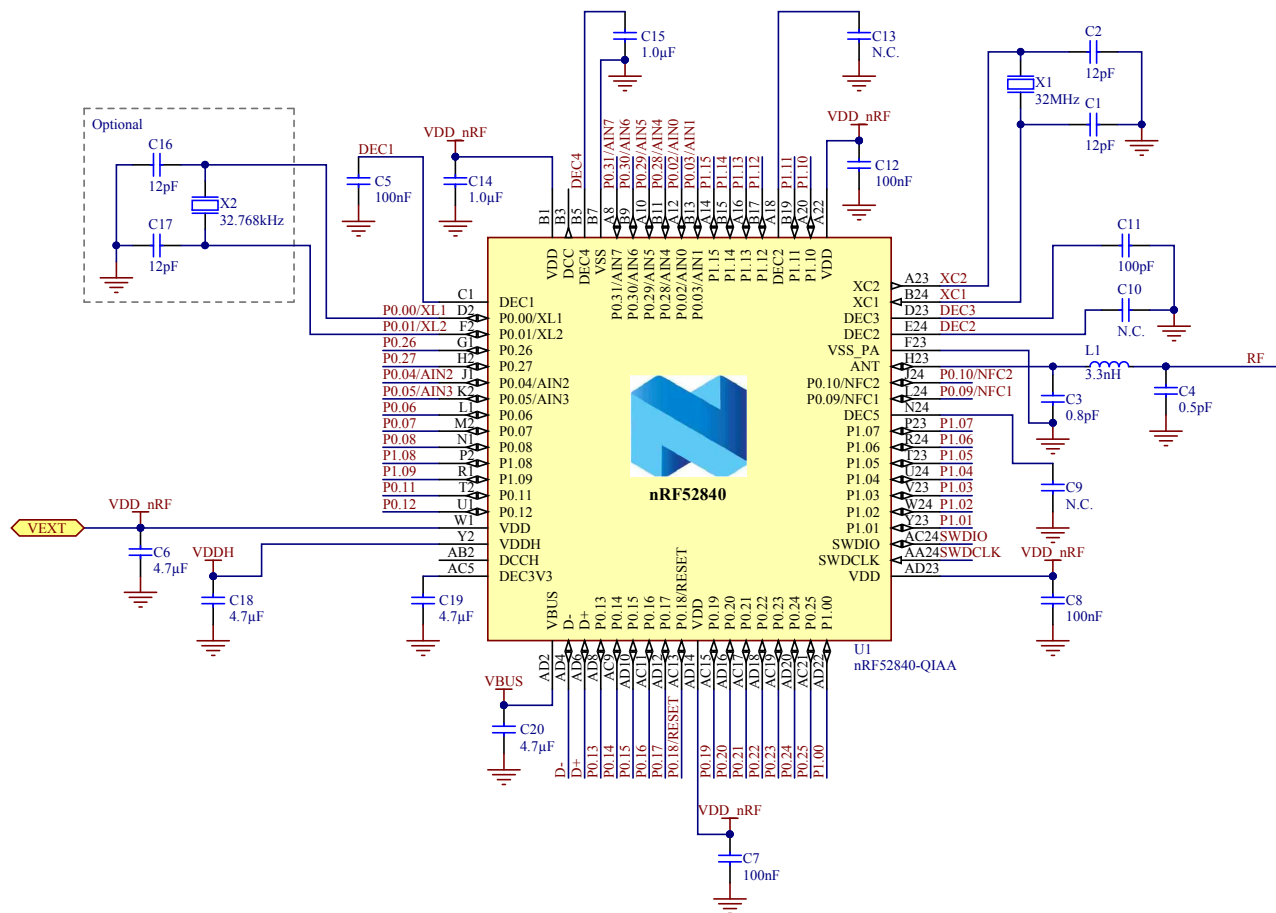 C15
1.0µF
C13
N.C.
C2
12pF
X1
32MHz
C1
12pF
Optional
C16
12pF
X2
32.768kHz
C17
12pF
DEC1
C5
100nF
VDD_nRF
C14
1.0µF
DEC4
P0.31/AIN7
P0.30/AIN6
P0.29/AIN5
P0.28/AIN4
P0.02/AIN0
P0.03/AIN1
P1.15
P1.14
P1.13
P1.12
P1.11
P1.10
VDD_nRF
C12
100nF
B1
B3
B5
B7
A8
B9
A10
B11
A12
B13
A14
B15
A16
B17
A18
B19
A20
A22
VDD
DCC
DEC4
VSS
P0.31/AIN7
P0.30/AIN6
P0.29/AIN5
P0.28/AIN4
P0.02/AIN0
P0.03/AIN1
P1.15
P1.14
P1.13
P1.12
DEC2
P1.11
P1.10
VDD
C1 DEC1
P0.00/XL1 D2 P0.00/XL1
P0.01/XL2 F2 P0.01/XL2
P0.26 G1 P0.26
P0.27 H2 P0.27
P0.04/AIN2 J1 P0.04/AIN2
P0.05/AIN3 K2 P0.05/AIN3
P0.06 L1 P0.06
P0.07 M2 P0.07
P0.08 N1 P0.08
P1.08 P2 P1.08
P1.09 R1 P1.09
P0.11 T2 P0.11
P0.12 U1 P0.12
W1 VDD
Y2 VDDH
AB2 DCCH
AC5 DEC3V3
VEXT
VDD_nRF
C6
4.7µF
VDDH
C18
4.7µF
C19
4.7µF
nRF52840
XC2 A23 XC2
XC1 B24 XC1
DEC3 D23 DEC3
DEC2 E24 DEC2
VSS_PA F23
ANT H23
P0.10/NFC2 J24 P0.10/NFC2
P0.09/NFC1 L24 P0.09/NFC1
DEC5 N24
P1.07 P23 P1.07
P1.06 R24 P1.06
P1.05 T23 P1.05
P1.04 U24 P1.04
P1.03 V23 P1.03
P1.02 W24 P1.02
P1.01 Y23 P1.01
SWDIO AC24 SWDIO
SWDCLK AA24 SWDCLK
VDD AD23
C11
100pF
C10
N.C.
L1
3.3nH
RF
C3
0.8pF
C4
0.5pF
C9
N.C.
VDD_nRF
C8
100nF
VBUS
D-
D+
P0.13
P0.14
P0.15
P0.16
P0.17
P0.18/RESET
VDD
P0.19
P0.20
P0.21
P0.22
P0.23
P0.24
P0.25
P1.00
U1
nRF52840-QIAA
AD2
AD4
AD6
AD8
AC9
AD10
AC11
AD12
AC13
AD14
AC15
AD16
AC17
AD18
AC19
AD20
AC21
AD22
VBUS
C20
4.7µF
D-
D+
P0.13
P0.14
P0.15
P0.16
P0.17
P0.18/RESET
P0.19
P0.20
P0.21
P0.22
P0.23
P0.24
P0.25
P1.00
VDD_nRF
C7
100nF